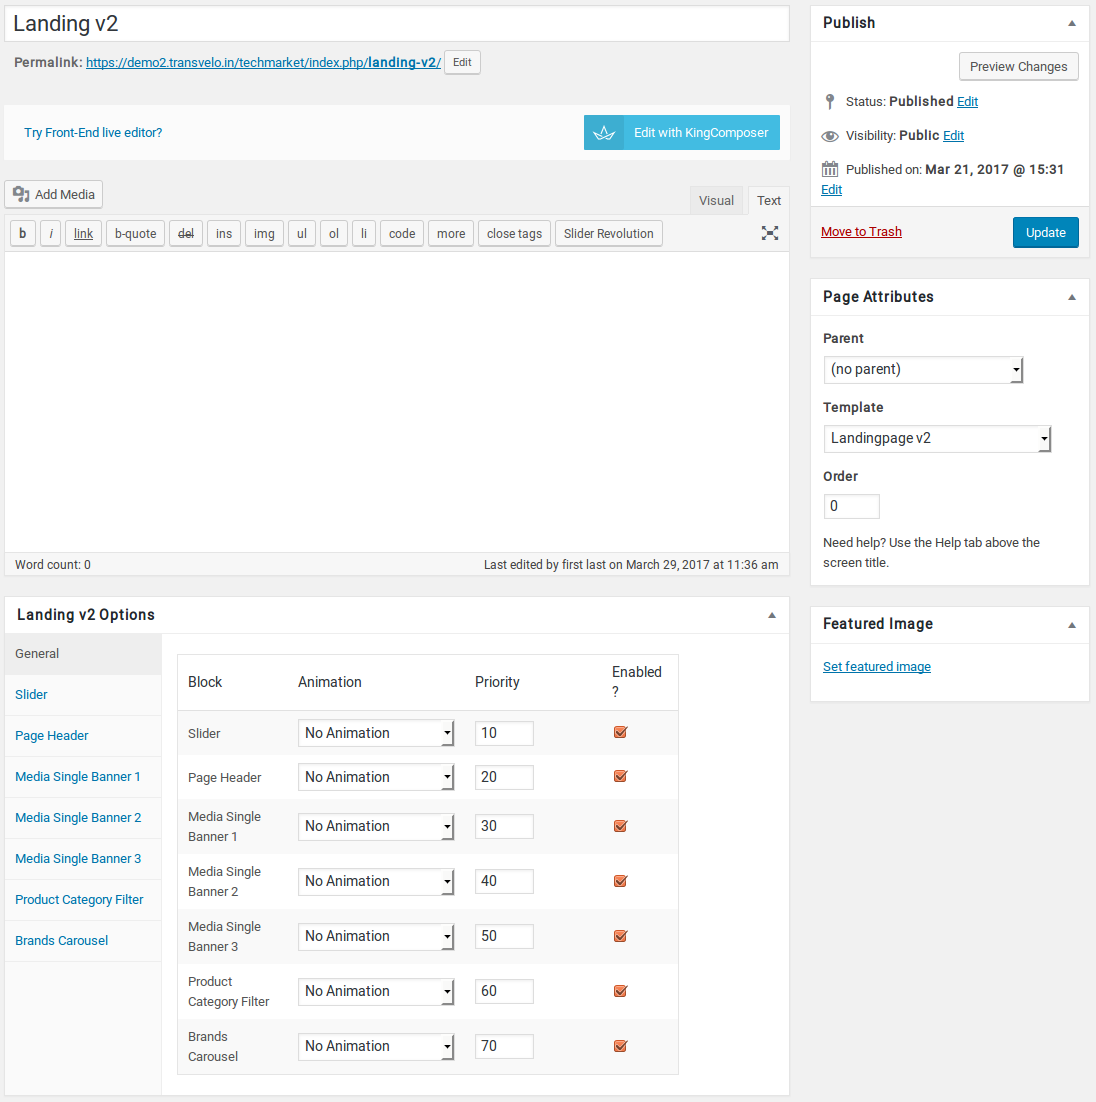 Landing v2
Permalink: https://demo2.transvelo.in/techmarket/index.php/landing-v2/ Edit
Try Front-End live editor?
Edit with KingComposer
Add Media
Visual
Text
b
i
link
b-quote
del
ins
img
ul
ol
li
code
more
close tags
Slider Revolution
Word count: 0
Last edited by first last on March 29, 2017 at 11:36 am
Landing v2 Options
General
Slider
Page Header
Media Single Banner 1
Media Single Banner 2
Media Single Banner 3
Product Category Filter
Brands Carousel
Block Animation Priority Enabled
?
Slider No Animation 10
Page Header No Animation 20
Media Single
Banner 1 No Animation 30
Media Single
Banner 2 No Animation 40
Media Single
Banner 3 No Animation 50
Product
Category Filter No Animation 60
Brands
Carousel No Animation 70
Publish
Preview Changes
Status: Published Edit
Visibility: Public Edit
Published on: Mar 21, 2017 @ 15:31
Edit
Move to Trash
Update
Page Attributes
Parent
(no parent)
Template
Landingpage v2
Order
0
Need help? Use the Help tab above the
screen title.
Featured Image
Set featured image